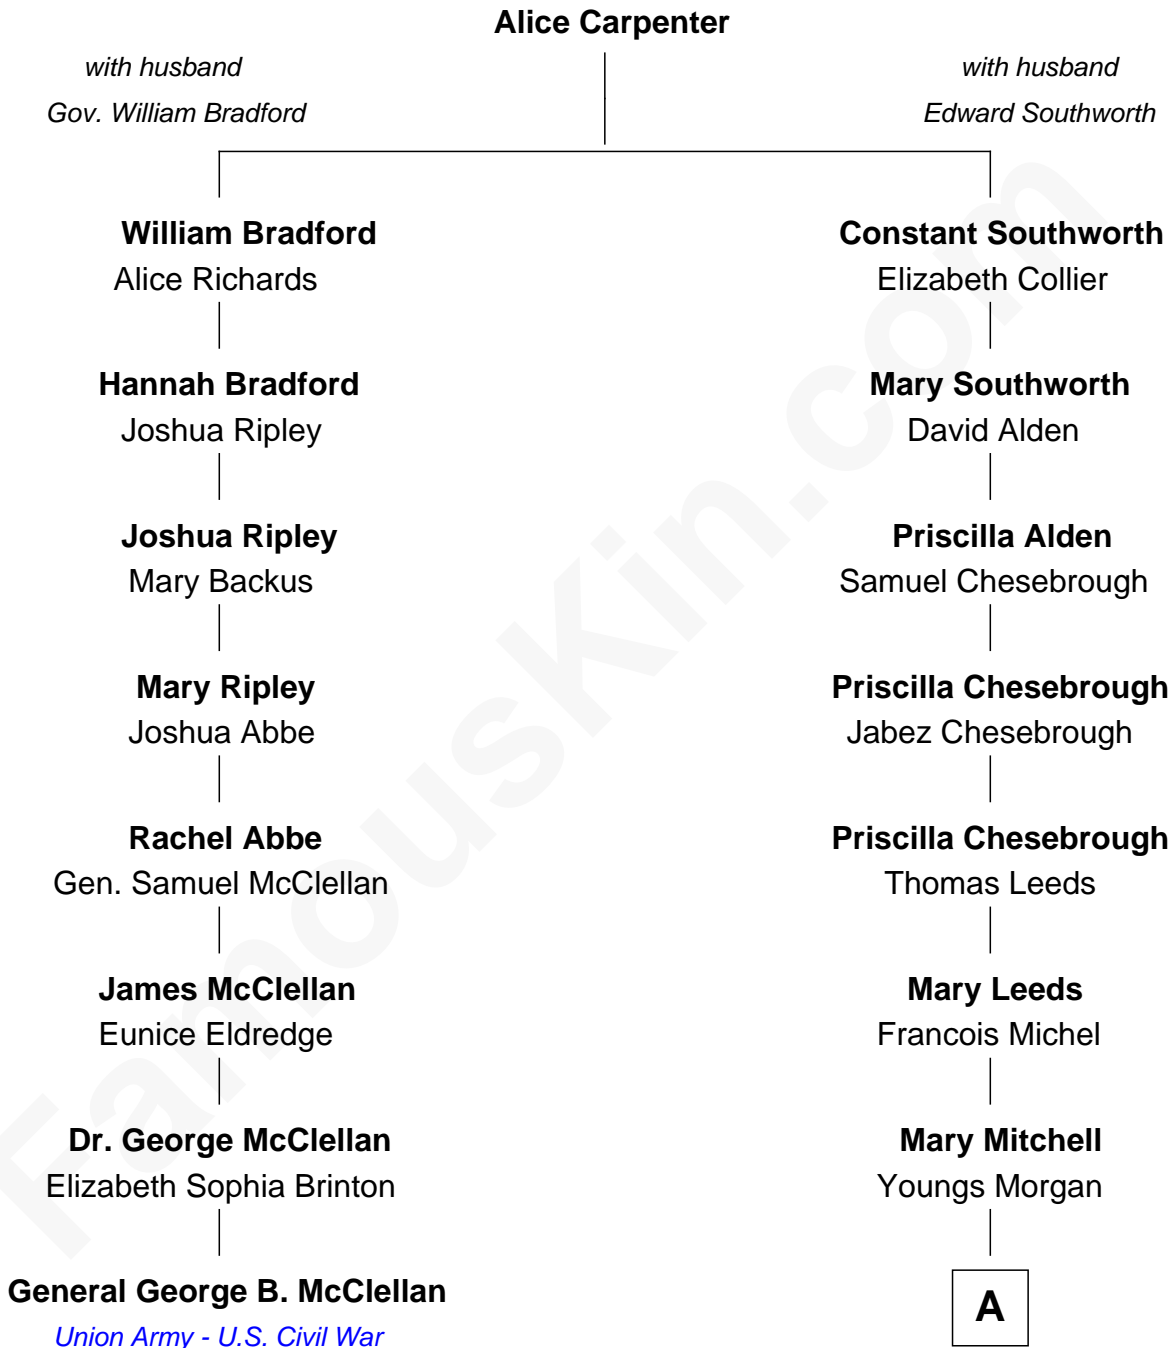 Alice Carpenter
with husband
Gov. William Bradford
with husband
Edward Southworth
William Bradford
Alice Richards
Constant Southworth
Elizabeth Collier
Hannah Bradford
Joshua Ripley
Mary Southworth
David Alden
Joshua Ripley
Mary Backus
Priscilla Alden
Samuel Chesebrough
Mary Ripley
Joshua Abbe
Priscilla Chesebrough
Jabez Chesebrough
Rachel Abbe
Gen. Samuel McClellan
Priscilla Chesebrough
Thomas Leeds
James McClellan
Eunice Eldredge
Mary Leeds
Francois Michel
Dr. George McClellan
Elizabeth Sophia Brinton
Mary Mitchell
Youngs Morgan
General George B. McClellan
Union Army - U.S. Civil War
A
FamousKin.com